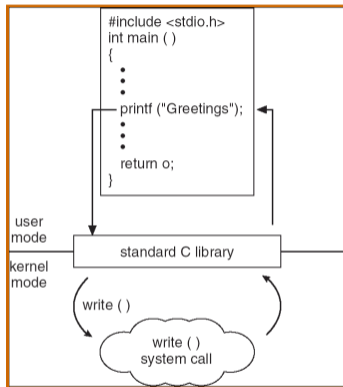 #include <stdio.h>
int main ( )
{
•
•
•
printf ("Greetings");
•
•
•
return o;
}
user
mode
standard C library
kernel
mode
write ( )
write ( )
system call